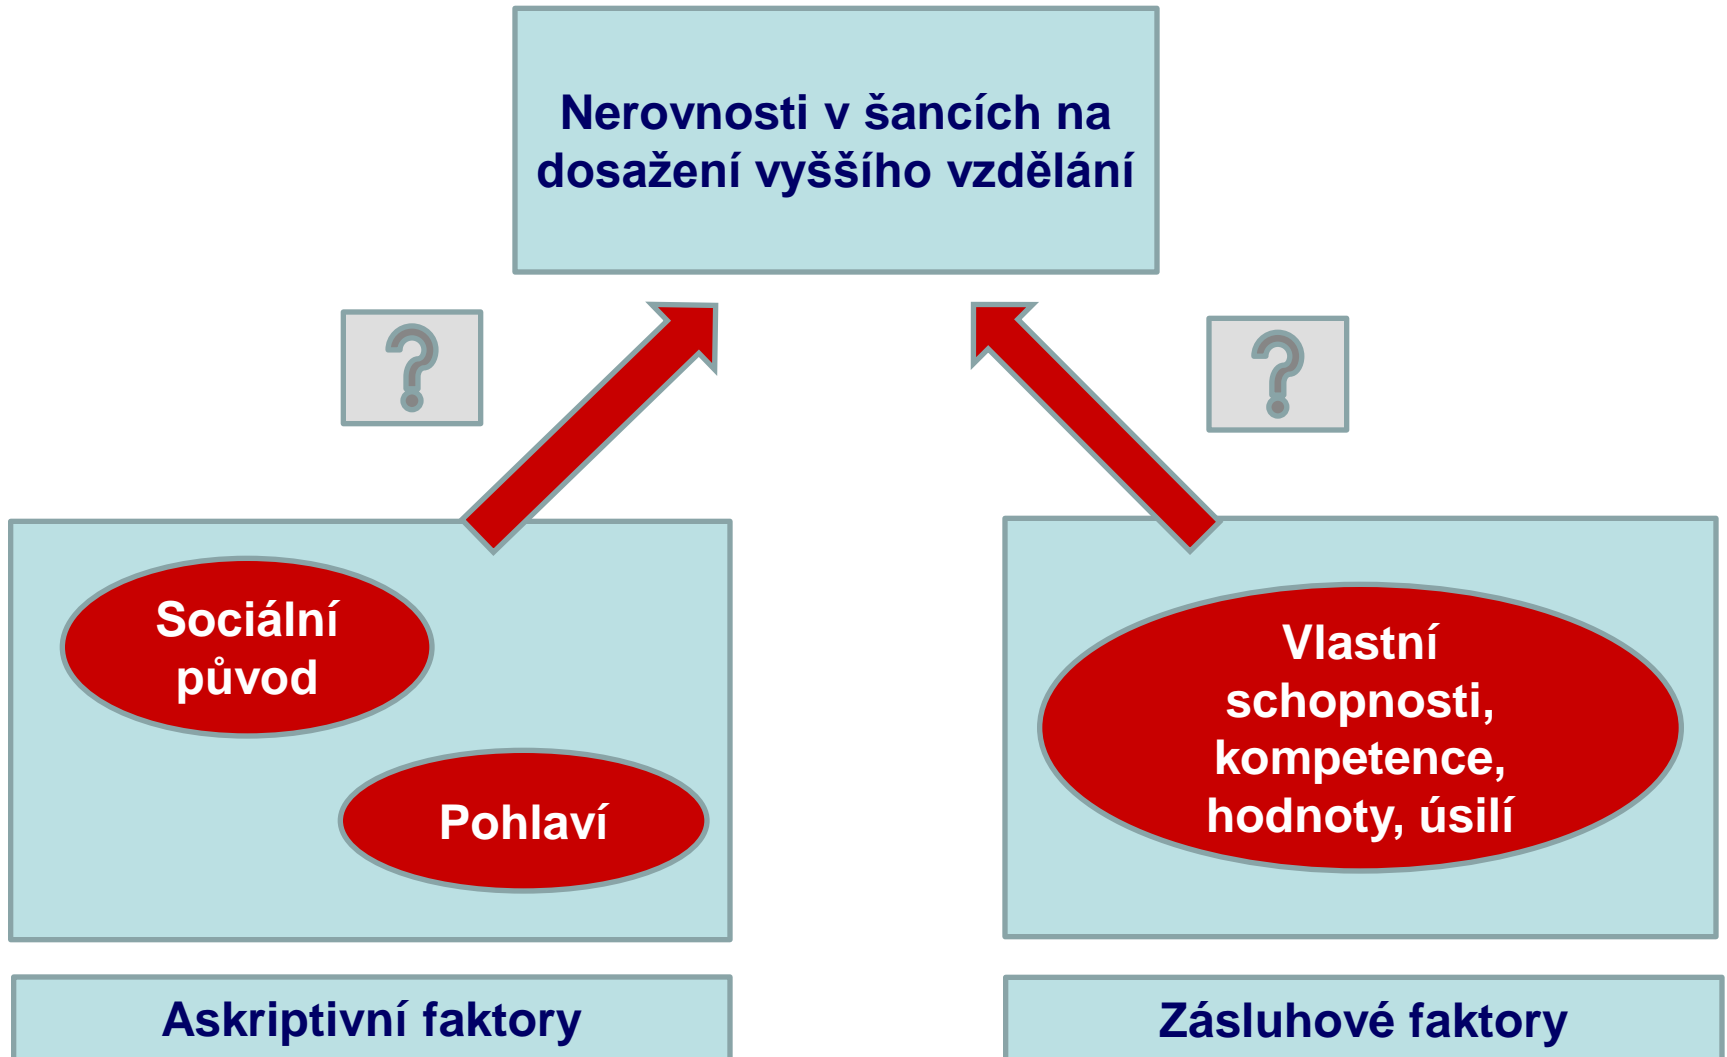 Nerovnosti v šancích na
dosažení vyššího vzdělání
?
?
Sociální
původ
Pohlaví
Vlastní
schopnosti,
kompetence,
hodnoty, úsilí
Askriptivní faktory
Zásluhové faktory